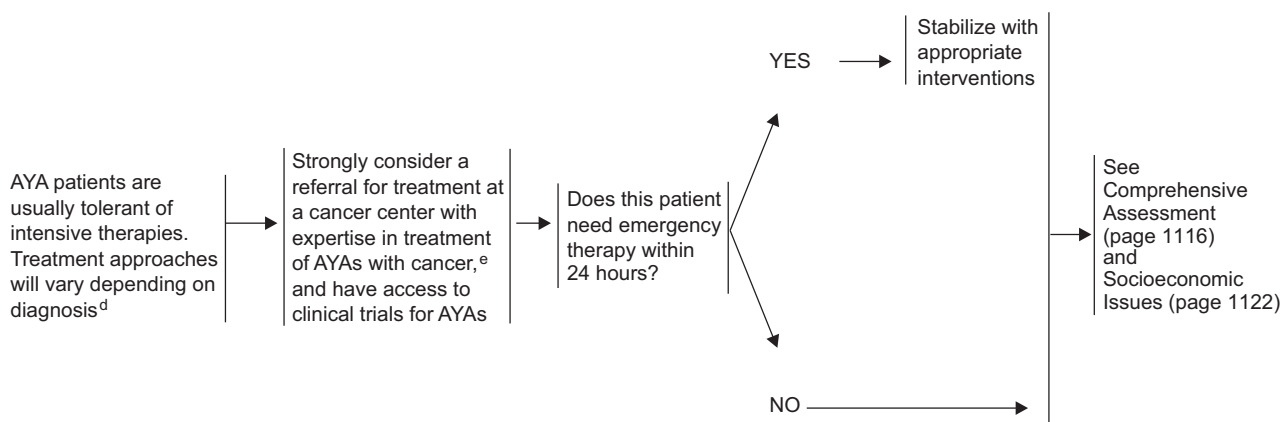 AYA patients are
usually tolerant of
intensive therapies.
Treatment approaches
will vary depending on
diagnosisᵈ
Strongly consider a
referral for treatment at
a cancer center with
expertise in treatment
of AYAs with cancer,ᵉ
and have access to
clinical trials for AYAs
Does this patient
need emergency
therapy within
24 hours?
YES
Stabilize with
appropriate
interventions
NO
See
Comprehensive
Assessment
(page 1116)
and
Socioeconomic
Issues (page 1122)